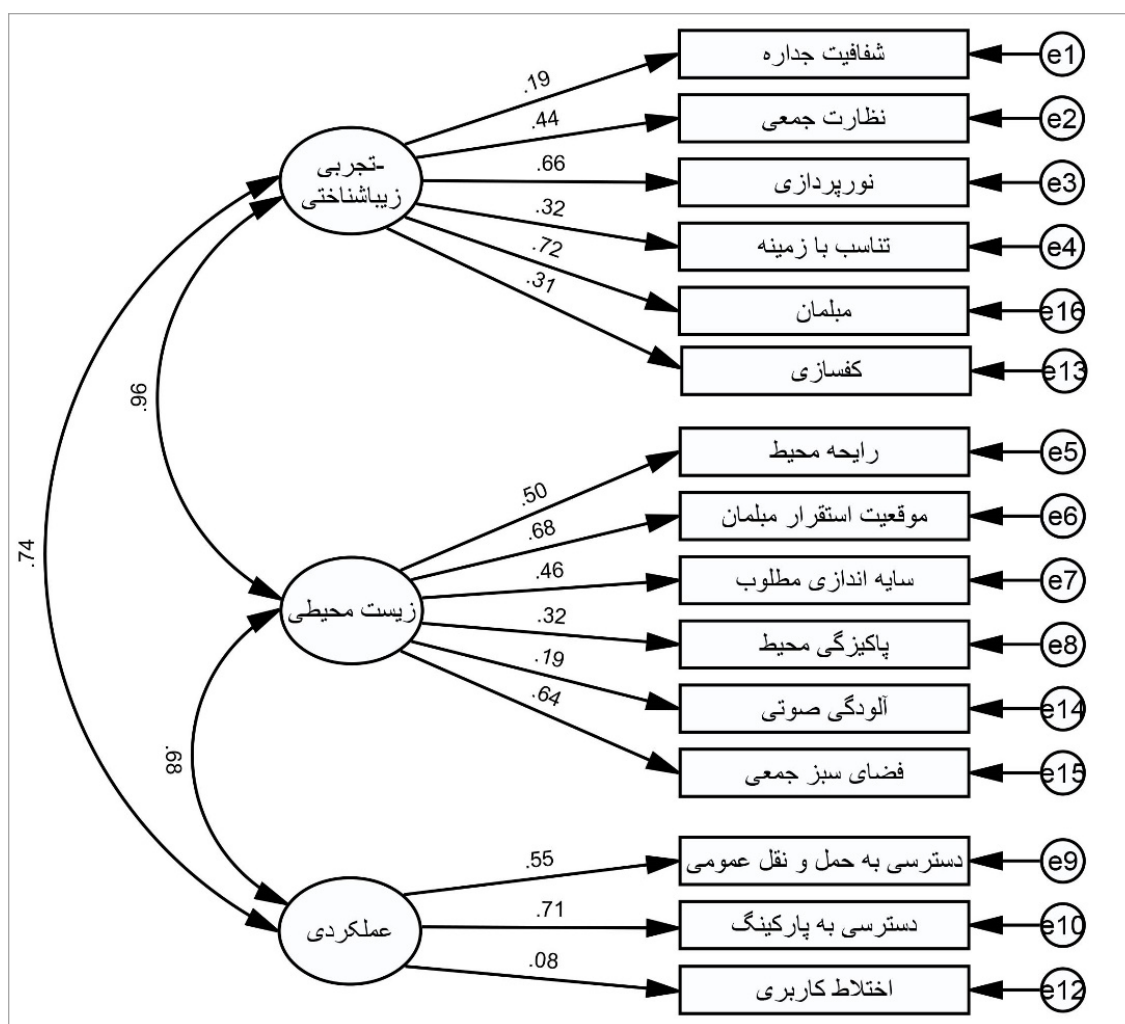 شفافیت جداره
e1
.19
نظارت جمعی
e2
.44
تجربی-
زیباشناختی
نورپردازی
e3
.66
تناسب با زمینه
e4
.32
مبلمان
e16
.72
کفسازی
e13
.31
.96
رایحه محیط
e5
.50
موقعیت استقرار مبلمان
e6
.68
سایه اندازی مطلوب
e7
.46
.74
زیست محیطی
پاکیزگی محیط
e8
.32
آلودگی صوتی
e14
.19
فضای سبز جمعی
e15
.64
.68
دسترسی به حمل و نقل عمومی
e9
.55
عملکردی
دسترسی به پارکینگ
e10
.71
اختلاط کاربری
e12
.08